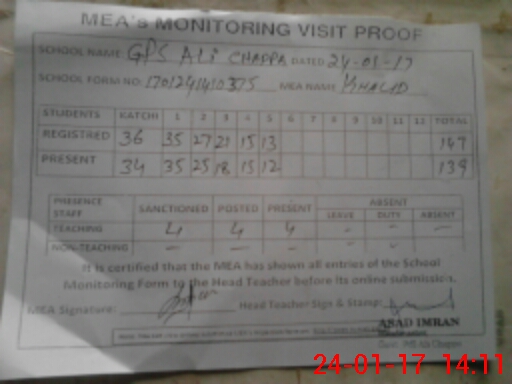 MEA's MONITORING VISIT PROOF
SCHOOL NAME GPS ALI CHAPPA DATED 24-01-17
SCHOOL FORM NO. MEA NAME KHALID
STUDENTS KATCHI 1 2 3 4 5 6 7 8 9 10 11 12 TOTAL
REGISTRED 36 35 27 21 15 13 147
PRESENT 34 35 25 18 15 12 139
PRESENCE STAFF SANCTIONED POSTED PRESENT ABSENT
LEAVE DUTY ABSENT
TEACHING 4 4 4 - - -
NON-TEACHING - - - - -
It is certified that the MEA has shown all entries of the School
Monitoring Form to the Head Teacher before its online submission.
MEA Signature: Head Teacher Sign & Stamp:
ASAD IMRAN
24-01-17 14:11